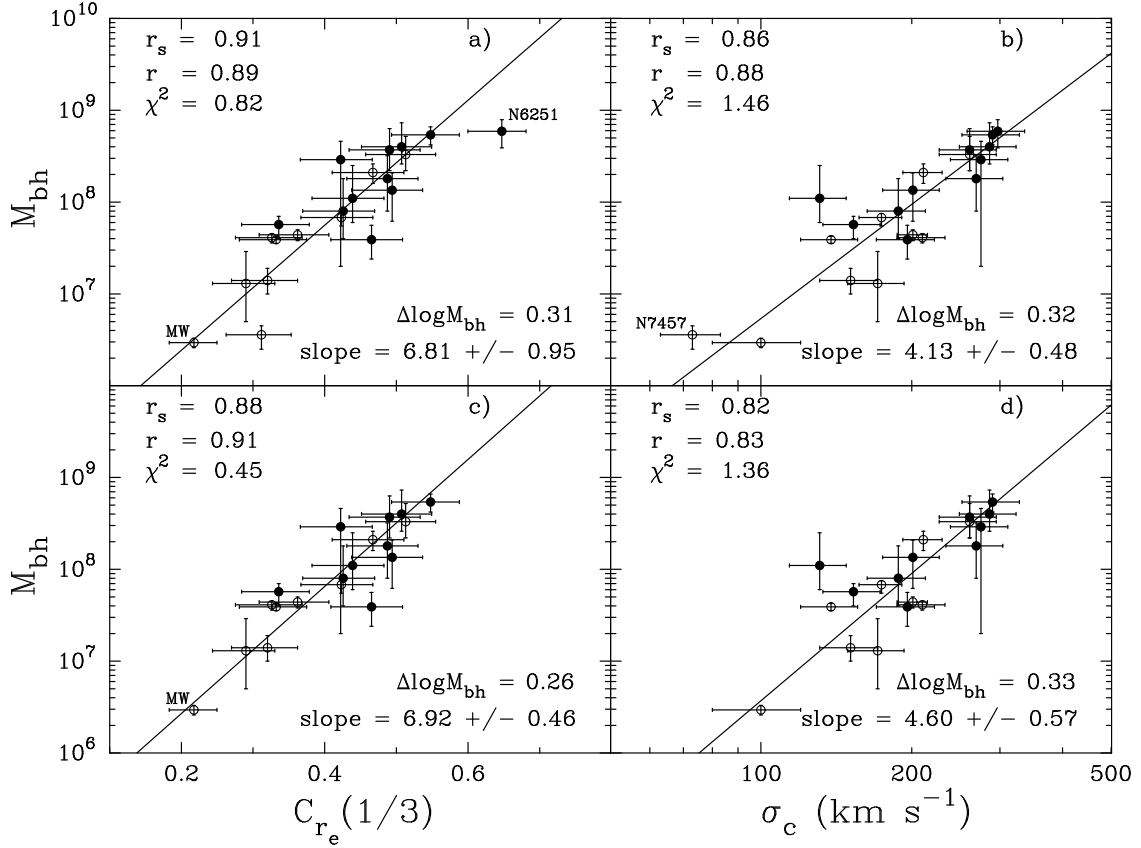 10^10
10^9
10^8
10^7
M_bh
r_s = 0.91
r = 0.89
χ^2 = 0.82
a)
N6251
MW
ΔlogM_bh = 0.31
slope = 6.81 +/- 0.95
r_s = 0.86
r = 0.88
χ^2 = 1.46
b)
N7457
ΔlogM_bh = 0.32
slope = 4.13 +/- 0.48
10^9
10^8
10^7
10^6
M_bh
r_s = 0.88
r = 0.91
χ^2 = 0.45
c)
MW
ΔlogM_bh = 0.26
slope = 6.92 +/- 0.46
r_s = 0.82
r = 0.83
χ^2 = 1.36
d)
ΔlogM_bh = 0.33
slope = 4.60 +/- 0.57
0.2 0.4 0.6
100 200 500
C_r_e(1/3)
σ_c (km s^-1)